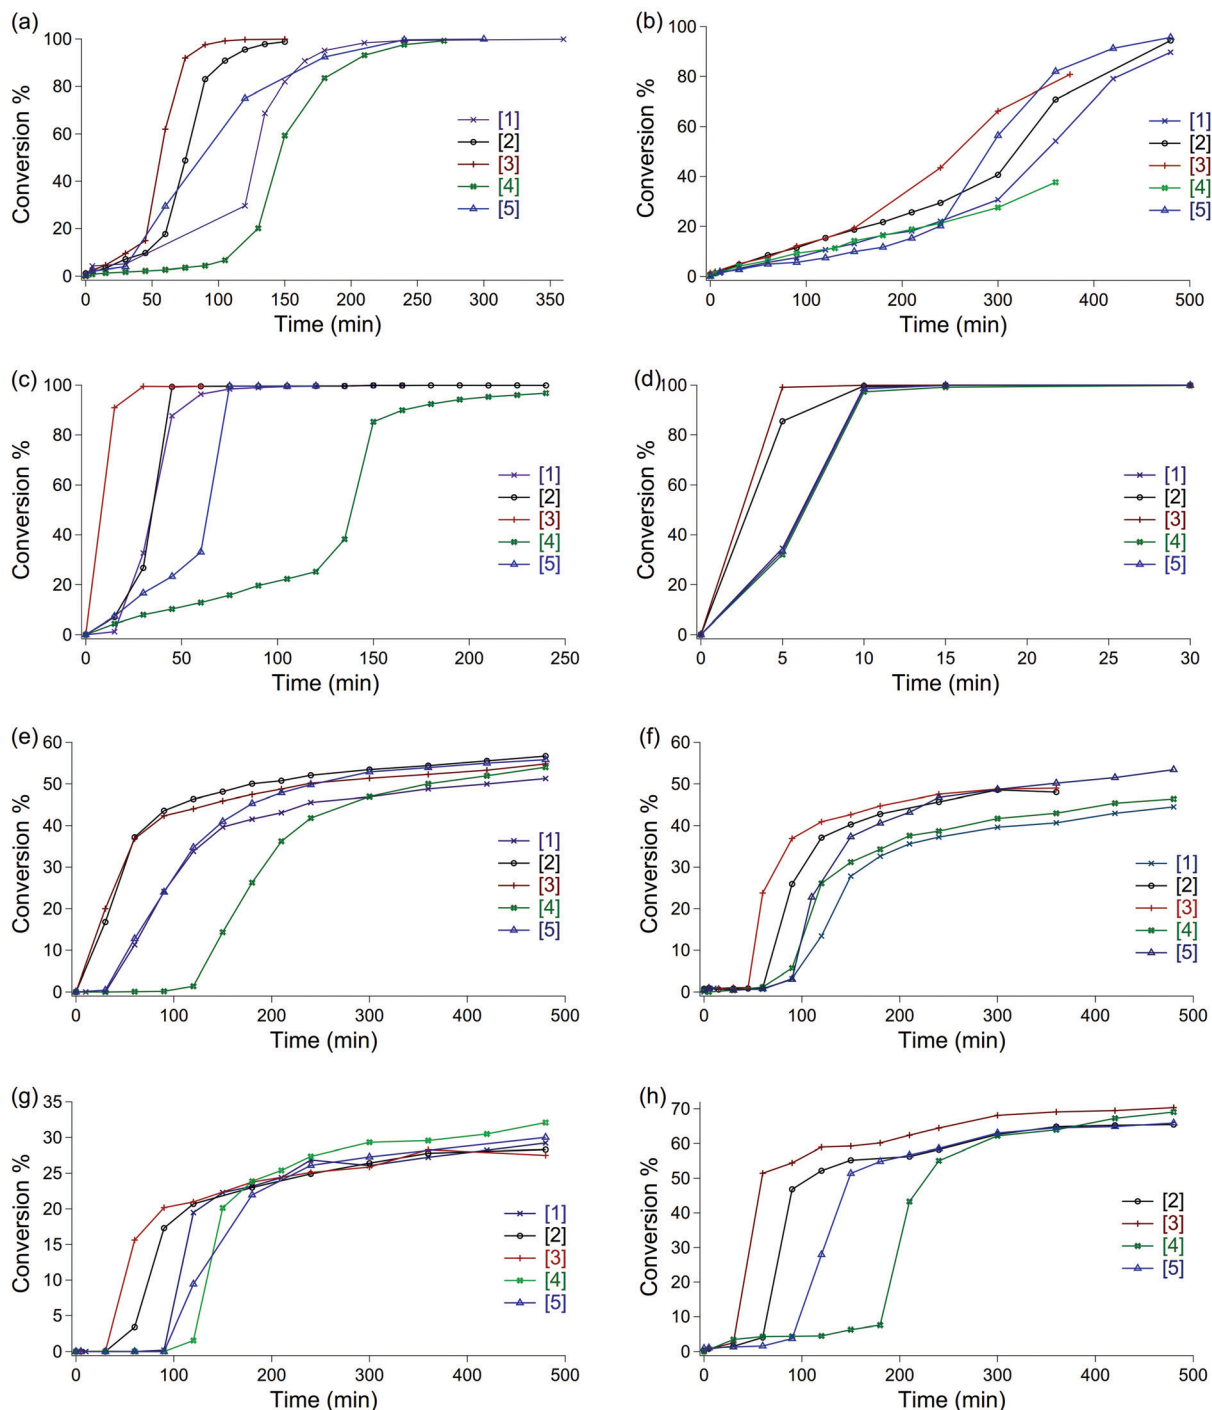 (a)
100
80
60
40
20
0
Conversion %
[1]
[2]
[3]
[4]
[5]
0 50 100 150 200 250 300 350
Time (min)
(b)
100
80
60
40
20
0
Conversion %
[1]
[2]
[3]
[4]
[5]
0 100 200 300 400 500
Time (min)
(c)
100
80
60
40
20
0
Conversion %
[1]
[2]
[3]
[4]
[5]
0 50 100 150 200 250
Time (min)
(d)
100
80
60
40
20
0
Conversion %
[1]
[2]
[3]
[4]
[5]
0 5 10 15 20 25 30
Time (min)
(e)
60
50
40
30
20
10
0
Conversion %
[1]
[2]
[3]
[4]
[5]
0 100 200 300 400 500
Time (min)
(f)
60
50
40
30
20
10
0
Conversion %
[1]
[2]
[3]
[4]
[5]
0 100 200 300 400 500
Time (min)
(g)
35
30
25
20
15
10
5
0
Conversion %
[1]
[2]
[3]
[4]
[5]
0 100 200 300 400 500
Time (min)
(h)
70
60
50
40
30
20
10
0
Conversion %
[2]
[3]
[4]
[5]
0 100 200 300 400 500
Time (min)